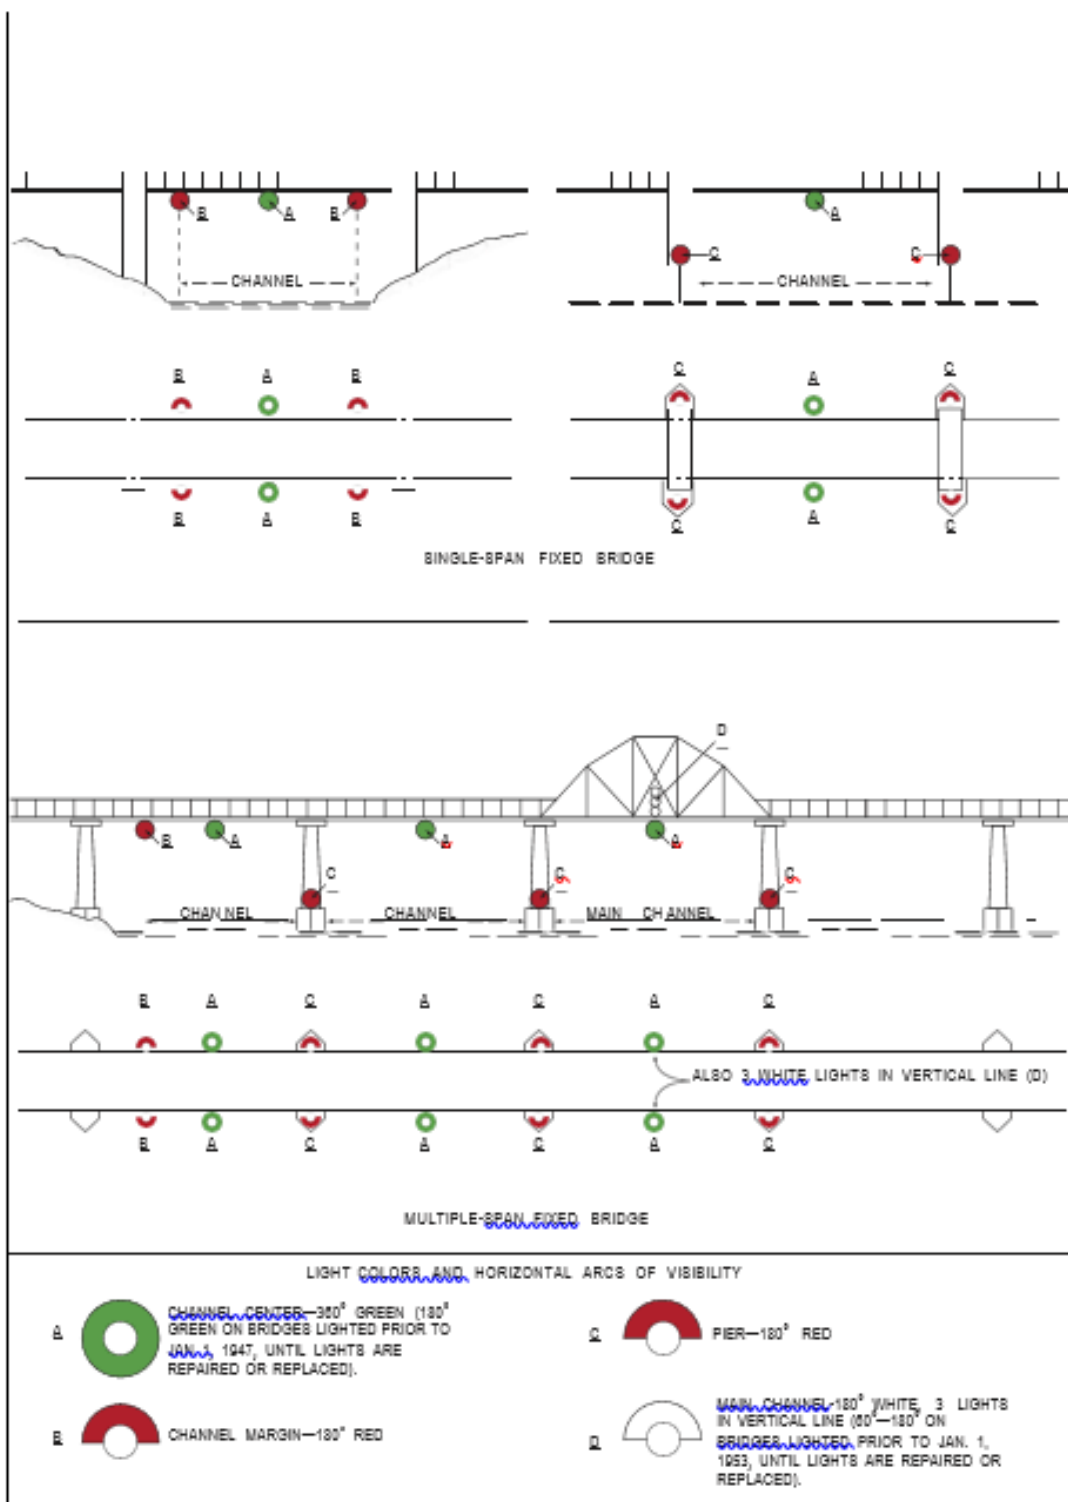 B A B
A
C C
CHANNEL
CHANNEL
B A B
C A C
B A B
C A C
SINGLE-SPAN FIXED BRIDGE
D
B A A A
C C C
CHANNEL CHANNEL MAIN CHANNEL
B A C A C A C
ALSO 3 WHITE LIGHTS IN VERTICAL LINE (D)
B A C A C A C
MULTIPLE-SPAN FIXED BRIDGE
LIGHT COLORS AND HORIZONTAL ARCS OF VISIBILITY
A
CHANNEL CENTER—360° GREEN (180°
GREEN ON BRIDGES LIGHTED PRIOR TO
JAN. 1, 1947, UNTIL LIGHTS ARE
REPAIRED OR REPLACED).
C
PIER—180° RED
B
CHANNEL MARGIN—180° RED
D
MAIN CHANNEL-180° WHITE, 3 LIGHTS
IN VERTICAL LINE (60°—180° ON
BRIDGES LIGHTED PRIOR TO JAN. 1,
1953, UNTIL LIGHTS ARE REPAIRED OR
REPLACED).